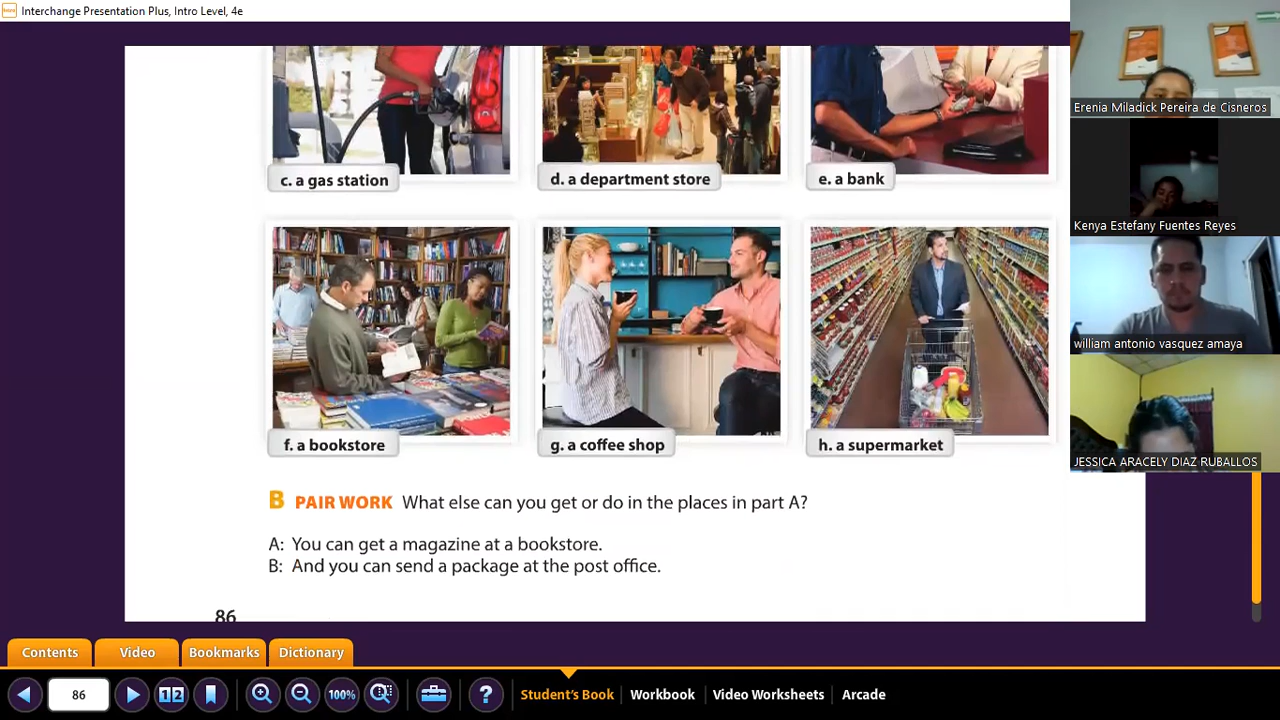 Interchange Presentation Plus, Intro Level, 4e
Erenia Miladick Pereira de Cisneros
c. a gas station
d. a department store
e. a bank
Kenya Estefany Fuentes Reyes
william antonio vasquez amaya
f. a bookstore
g. a coffee shop
h. a supermarket
JESSICA ARACELY DIAZ RUBALLOS
B PAIR WORK What else can you get or do in the places in part A?
A: You can get a magazine at a bookstore.
B: And you can send a package at the post office.
86
Contents Video Bookmarks Dictionary
86 1 2 100% ? Student's Book Workbook Video Worksheets Arcade